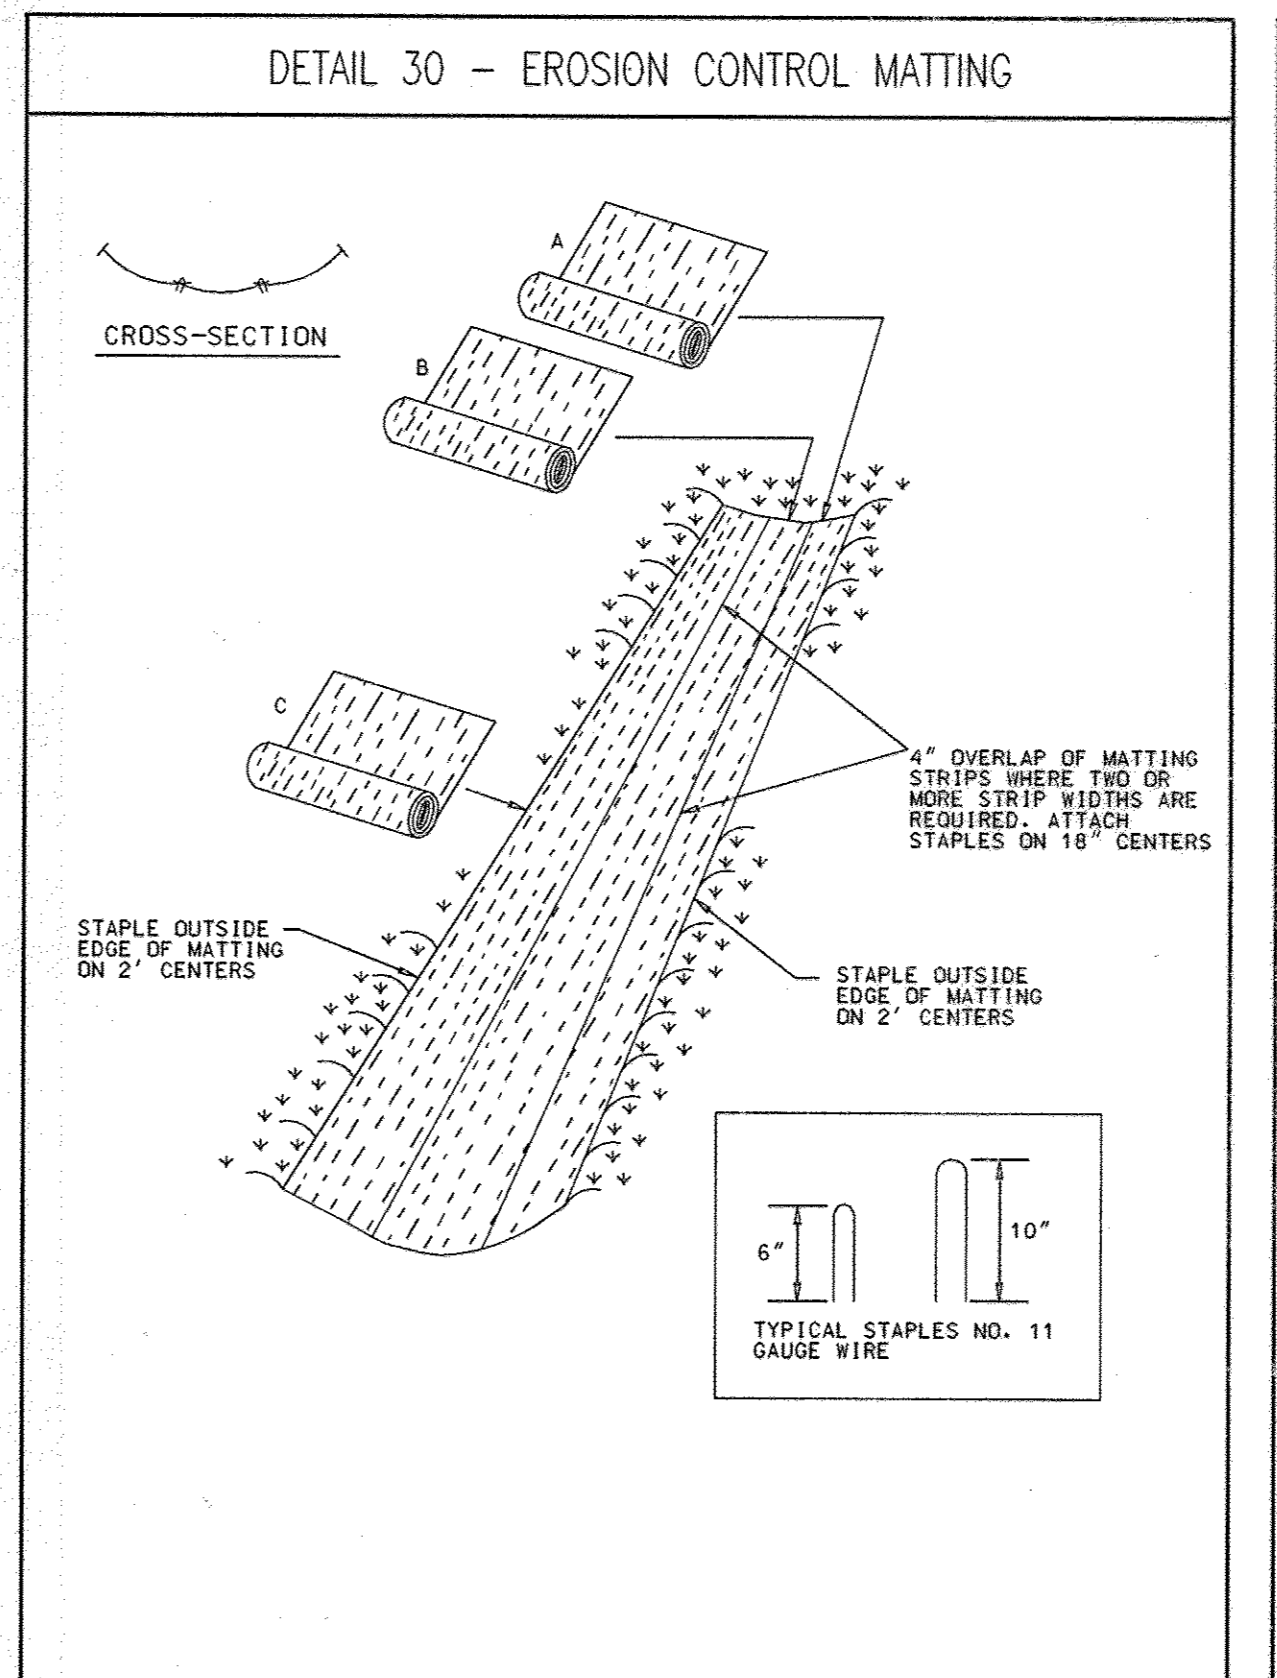 DETAIL 30 - EROSION CONTROL MATTING
CROSS-SECTION
A
B
C
4" OVERLAP OF MATTING
STRIPS WHERE TWO OR
MORE STRIP WIDTHS ARE
REQUIRED. ATTACH
STAPLES ON 18" CENTERS
STAPLE OUTSIDE
EDGE OF MATTING
ON 2' CENTERS
STAPLE OUTSIDE
EDGE OF MATTING
ON 2' CENTERS
6"
10"
TYPICAL STAPLES NO. 11
GAUGE WIRE